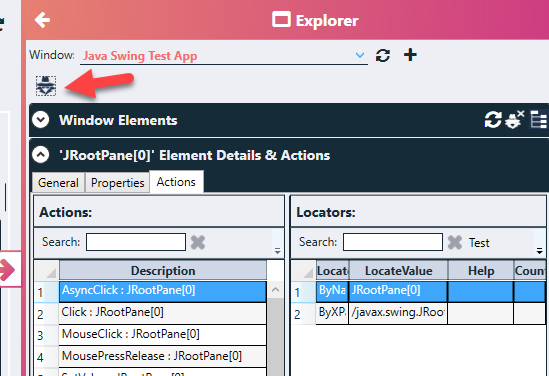 Explorer
Window: Java Swing Test App
Window Elements
'JRootPane[0]' Element Details & Actions
General Properties Actions
Actions:
Search:
Description
1 AsyncClick : JRootPane[0]
2 Click : JRootPane[0]
3 MouseClick : JRootPane[0]
4 MousePressRelease : JRootPane[0]
Locators:
Search: Test
Locat LocateValue Help Count
1 ByNa JRootPane[0]
2 ByXP /javax.swing.JRoo